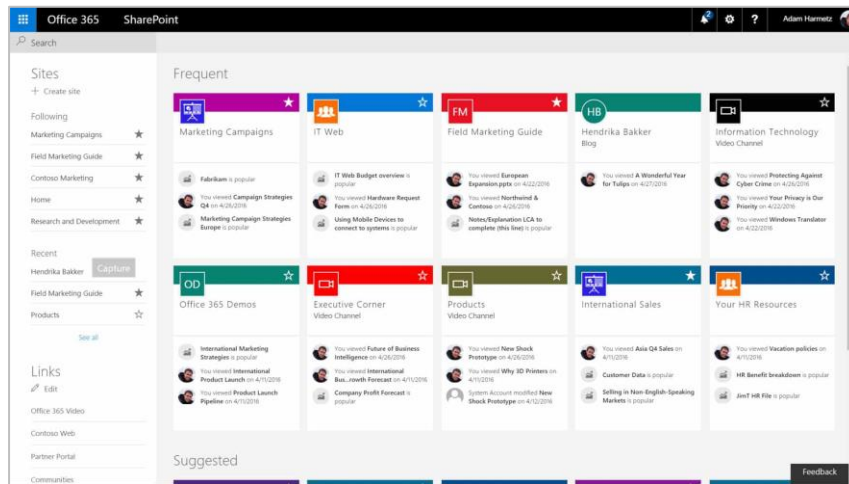 Office 365
SharePoint
2
?
Adam Harmetz
Search
Sites
+ Create site
Following
Marketing Campaigns
Field Marketing Guide
Contoso Marketing
Home
Research and Development
Recent
Hendrika Bakker
Capture
Field Marketing Guide
Products
See all
Links
Edit
Office 365 Video
Contoso Web
Partner Portal
Communities
Frequent
Marketing Campaigns
Fabrikam is popular
You viewed Campaign Strategies
Q4 on 4/26/2016
Marketing Campaign Strategies
Europe is popular
IT Web
IT Web Budget overview is
popular
You viewed Hardware Request
Form on 4/26/2016
Using Mobile Devices to
connect to systems is popular
FM
Field Marketing Guide
You viewed European
Expansion.pptx on 4/22/2016
You viewed Northwind &
Contoso on 4/26/2016
Notes/Explanation LCA to
complete (this line) is popular
HB
Hendrika Bakker
Blog
You viewed A Wonderful Year
for Tulips on 4/27/2016
Information Technology
Video Channel
You viewed Protecting Against
Cyber Crime on 4/26/2016
You viewed Your Privacy is Our
Priority on 4/22/2016
You viewed Windows Translator
on 4/22/2016
OD
Office 365 Demos
International Marketing
Strategies is popular
You viewed International
Product Launch on 4/11/2016
You viewed Product Launch
Pipeline on 4/11/2016
Executive Corner
Video Channel
You viewed Future of Business
Intelligence on 4/26/2016
You viewed International
Bus...rowth Forecast on 4/11/2016
Company Profit Forecast is
popular
Products
Video Channel
You viewed New Shock
Prototype on 4/26/2016
You viewed Why 3D Printers on
4/11/2016
System Account modified New
Shock Prototype on 4/12/2016
International Sales
You viewed Asia Q4 Sales on
4/11/2016
Customer Data is popular
Selling in Non-English-Speaking
Markets is popular
Your HR Resources
You viewed Vacation policies on
4/11/2016
HR Benefit breakdown is popular
JimT HR File is popular
Suggested
Feedback